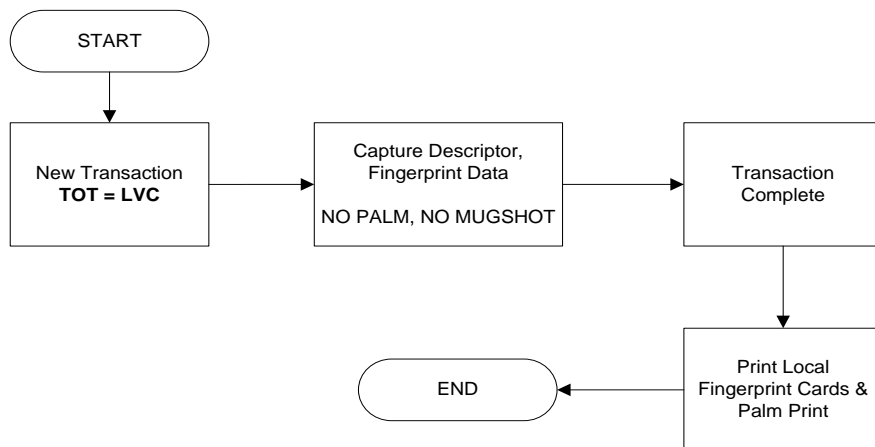 START
New Transaction
TOT = LVC
Capture Descriptor,
Fingerprint Data
NO PALM, NO MUGSHOT
Transaction
Complete
Print Local
Fingerprint Cards &
Palm Print
END